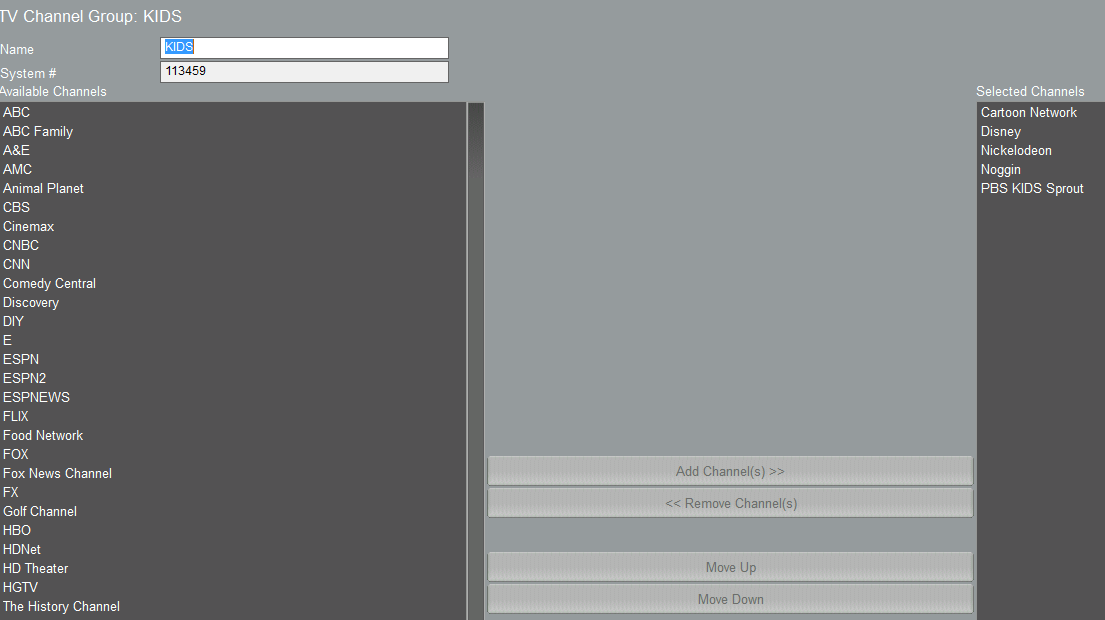 TV Channel Group: KIDS
Name
KIDS
System #
113459
Available Channels
ABC
ABC Family
A&E
AMC
Animal Planet
CBS
Cinemax
CNBC
CNN
Comedy Central
Discovery
DIY
E
ESPN
ESPN2
ESPNEWS
FLIX
Food Network
FOX
Fox News Channel
FX
Golf Channel
HBO
HDNet
HD Theater
HGTV
The History Channel
Add Channel(s) >>
<< Remove Channel(s)
Move Up
Move Down
Selected Channels
Cartoon Network
Disney
Nickelodeon
Noggin
PBS KIDS Sprout